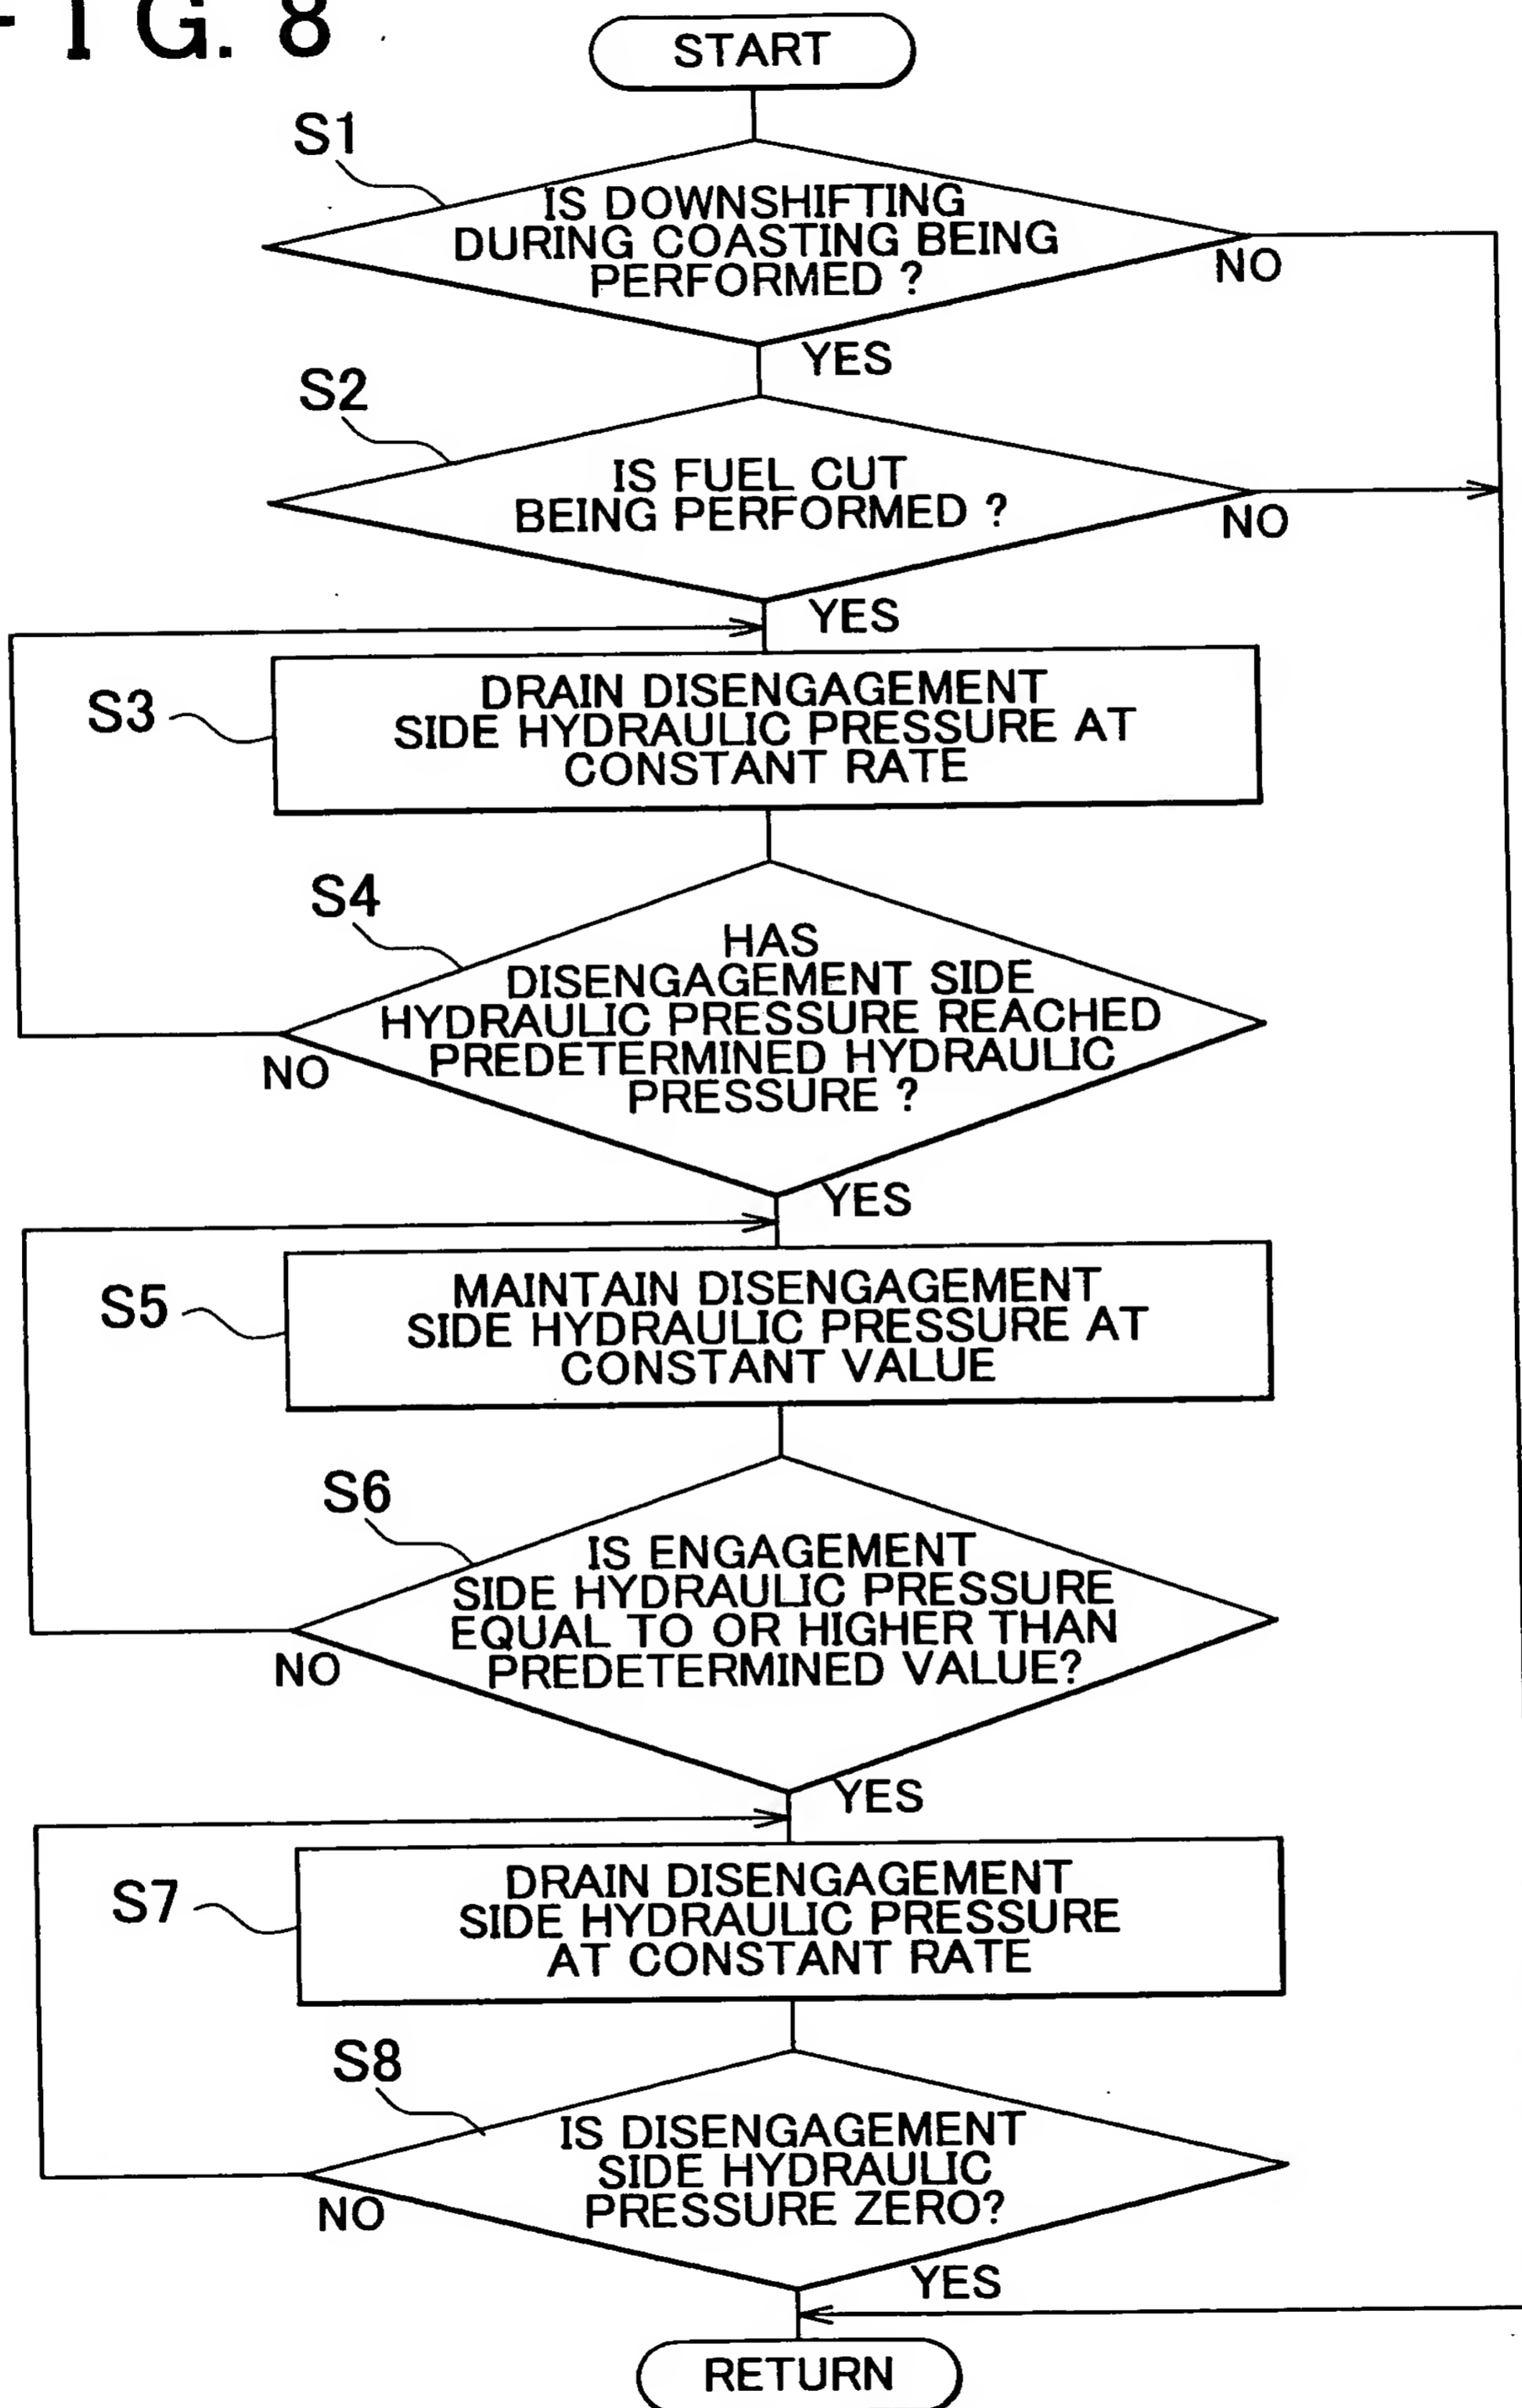 FIG. 8
START
S1
IS DOWNSHIFTING
DURING COASTING BEING
PERFORMED ?
NO
YES
S2
IS FUEL CUT
BEING PERFORMED ?
NO
YES
S3
DRAIN DISENGAGEMENT
SIDE HYDRAULIC PRESSURE AT
CONSTANT RATE
S4
HAS
DISENGAGEMENT SIDE
HYDRAULIC PRESSURE REACHED
PREDETERMINED HYDRAULIC
PRESSURE ?
NO
YES
S5
MAINTAIN DISENGAGEMENT
SIDE HYDRAULIC PRESSURE AT
CONSTANT VALUE
S6
IS ENGAGEMENT
SIDE HYDRAULIC PRESSURE
EQUAL TO OR HIGHER THAN
PREDETERMINED VALUE?
NO
YES
S7
DRAIN DISENGAGEMENT
SIDE HYDRAULIC PRESSURE
AT CONSTANT RATE
S8
IS DISENGAGEMENT
SIDE HYDRAULIC
PRESSURE ZERO?
NO
YES
RETURN